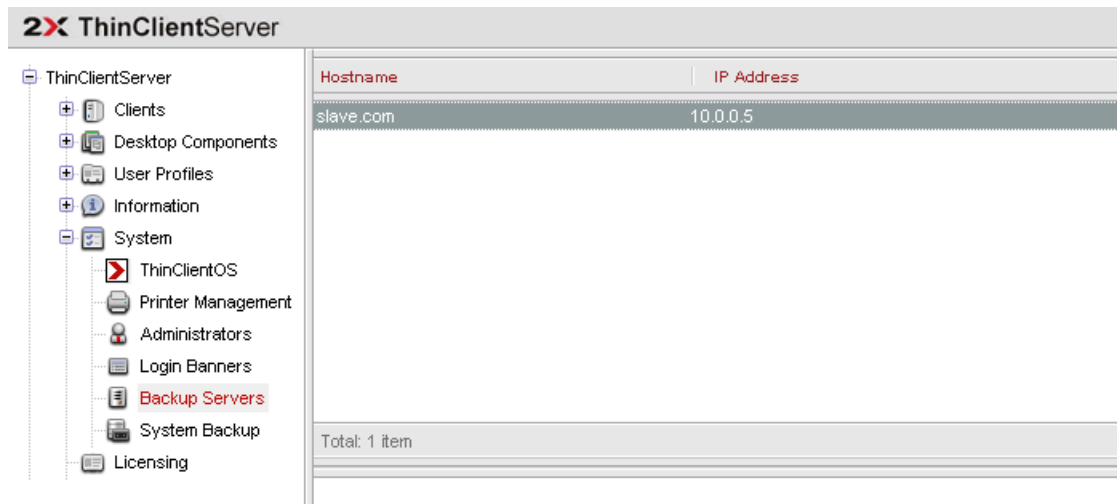 2X ThinClientServer
ThinClientServer
Clients
Desktop Components
User Profiles
Information
System
ThinClientOS
Printer Management
Administrators
Login Banners
Backup Servers
System Backup
Licensing
Hostname IP Address
slave.com 10.0.0.5
Total: 1 item